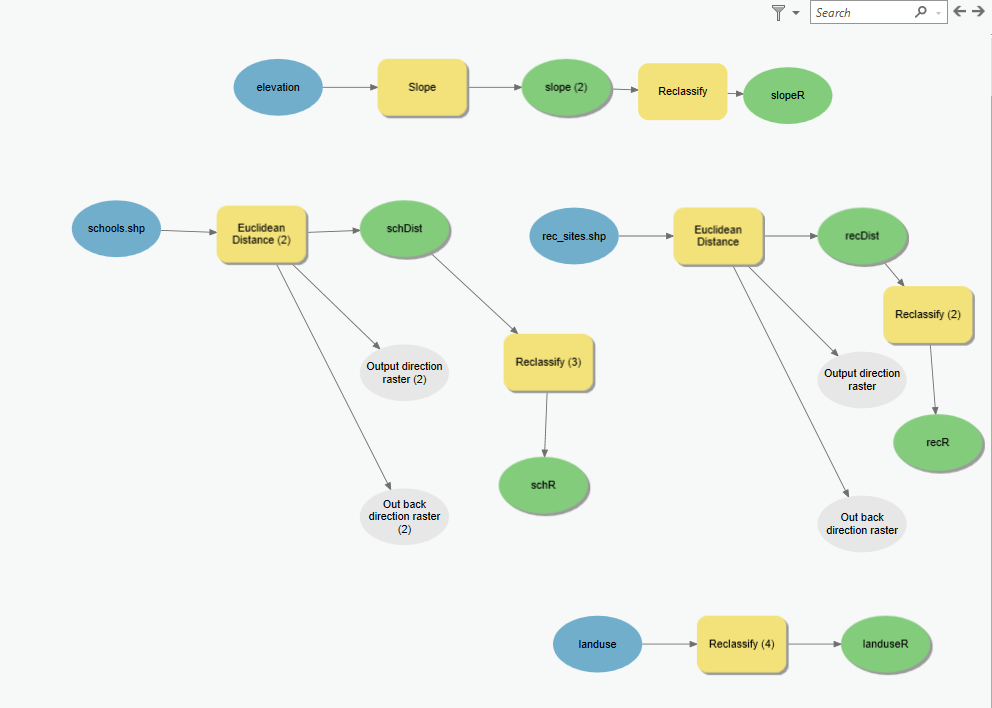 Search
elevation
Slope
slope (2)
Reclassify
slopeR
schools.shp
Euclidean
Distance (2)
schDist
rec_sites.shp
Euclidean
Distance
recDist
Reclassify (2)
Output direction
raster (2)
Reclassify (3)
Output direction
raster
recR
schR
Out back
direction raster
(2)
Out back
direction raster
landuse
Reclassify (4)
landuseR